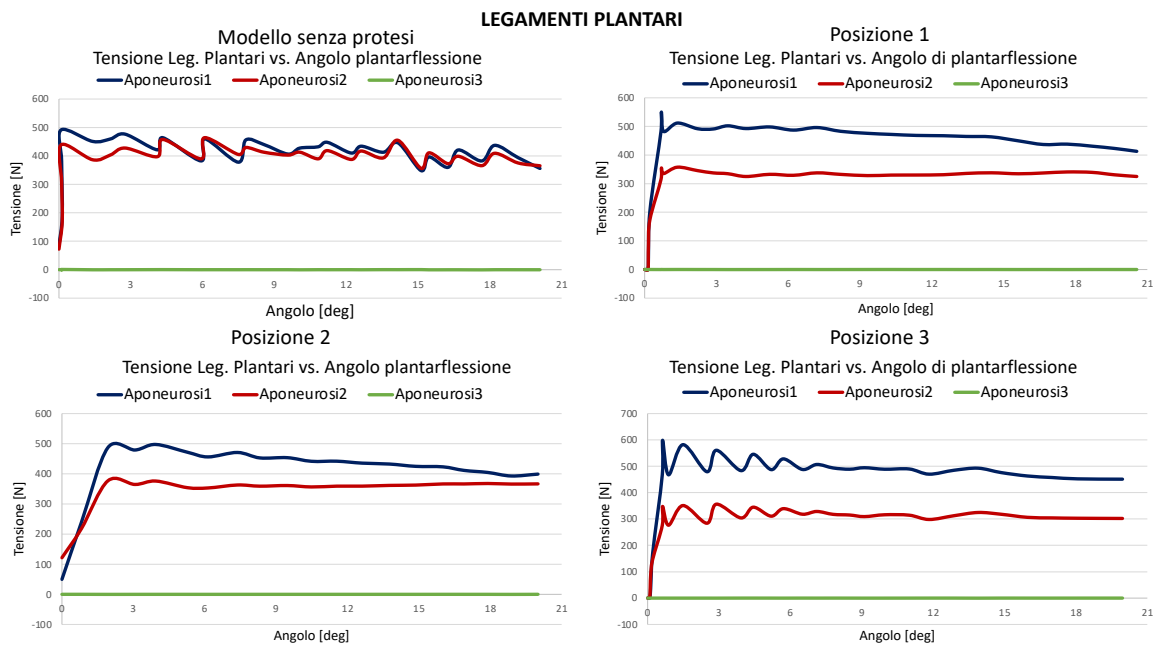 LEGAMENTI PLANTARI
Modello senza protesi
Tensione Leg. Plantari vs. Angolo plantarflessione
Aponeurosi1 Aponeurosi2 Aponeurosi3
600
500
400
300
200
100
0
-100
0 3 6 9 12 15 18 21
Tensione [N]
Angolo [deg]
Posizione 1
Tensione Leg. Plantari vs. Angolo di plantarflessione
Aponeurosi1 Aponeurosi2 Aponeurosi3
600
500
400
300
200
100
0
-100
0 3 6 9 12 15 18 21
Tensione [N]
Angolo [deg]
Posizione 2
Tensione Leg. Plantari vs. Angolo plantarflessione
Aponeurosi1 Aponeurosi2 Aponeurosi3
600
500
400
300
200
100
0
-100
0 3 6 9 12 15 18 21
Tensione [N]
Angolo [deg]
Posizione 3
Tensione Leg. Plantari vs. Angolo di plantarflessione
Aponeurosi1 Aponeurosi2 Aponeurosi3
700
600
500
400
300
200
100
0
-100
0 3 6 9 12 15 18 21
Tensione [N]
Angolo [deg]